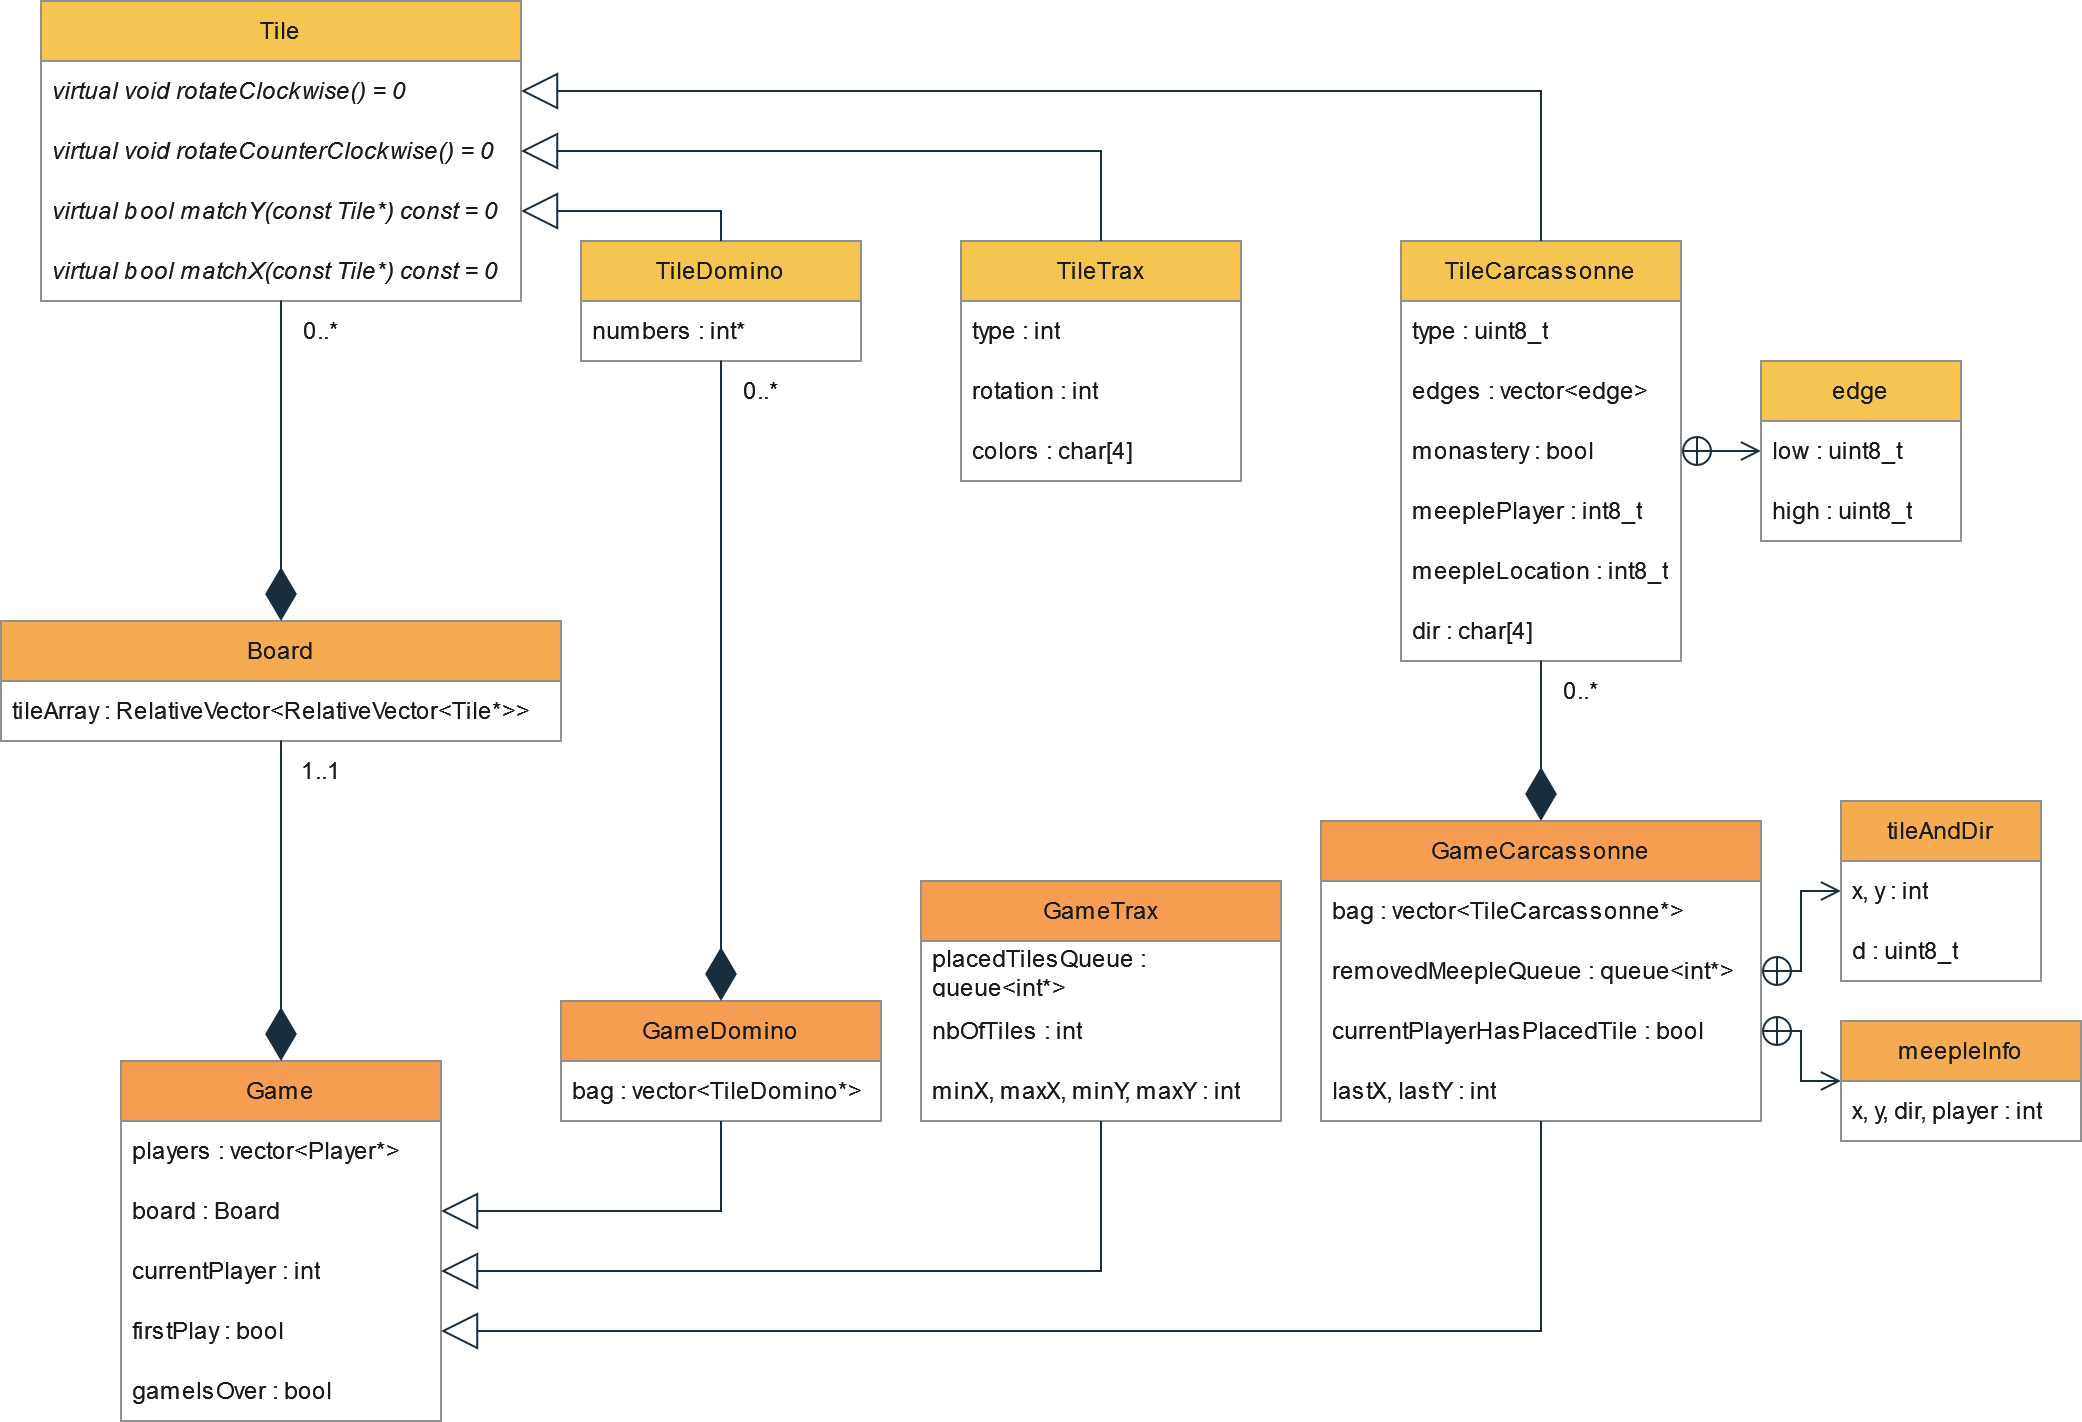 Tile
virtual void rotateClockwise() = 0
virtual void rotateCounterClockwise() = 0
virtual bool matchY(const Tile*) const = 0
virtual bool matchX(const Tile*) const = 0
0..*
TileDomino
numbers : int*
0..*
TileTrax
type : int
rotation : int
colors : char[4]
TileCarcassonne
type : uint8_t
edges : vector<edge>
monastery : bool
meeplePlayer : int8_t
meepleLocation : int8_t
dir : char[4]
0..*
edge
low : uint8_t
high : uint8_t
Board
tileArray : RelativeVector<RelativeVector<Tile*>>
1..1
Game
players : vector<Player*>
board : Board
currentPlayer : int
firstPlay : bool
gameIsOver : bool
GameDomino
bag : vector<TileDomino*>
GameTrax
placedTilesQueue :
queue<int*>
nbOfTiles : int
minX, maxX, minY, maxY : int
GameCarcassonne
bag : vector<TileCarcassonne*>
removedMeepleQueue : queue<int*>
currentPlayerHasPlacedTile : bool
lastX, lastY : int
tileAndDir
x, y : int
d : uint8_t
meepleInfo
x, y, dir, player : int